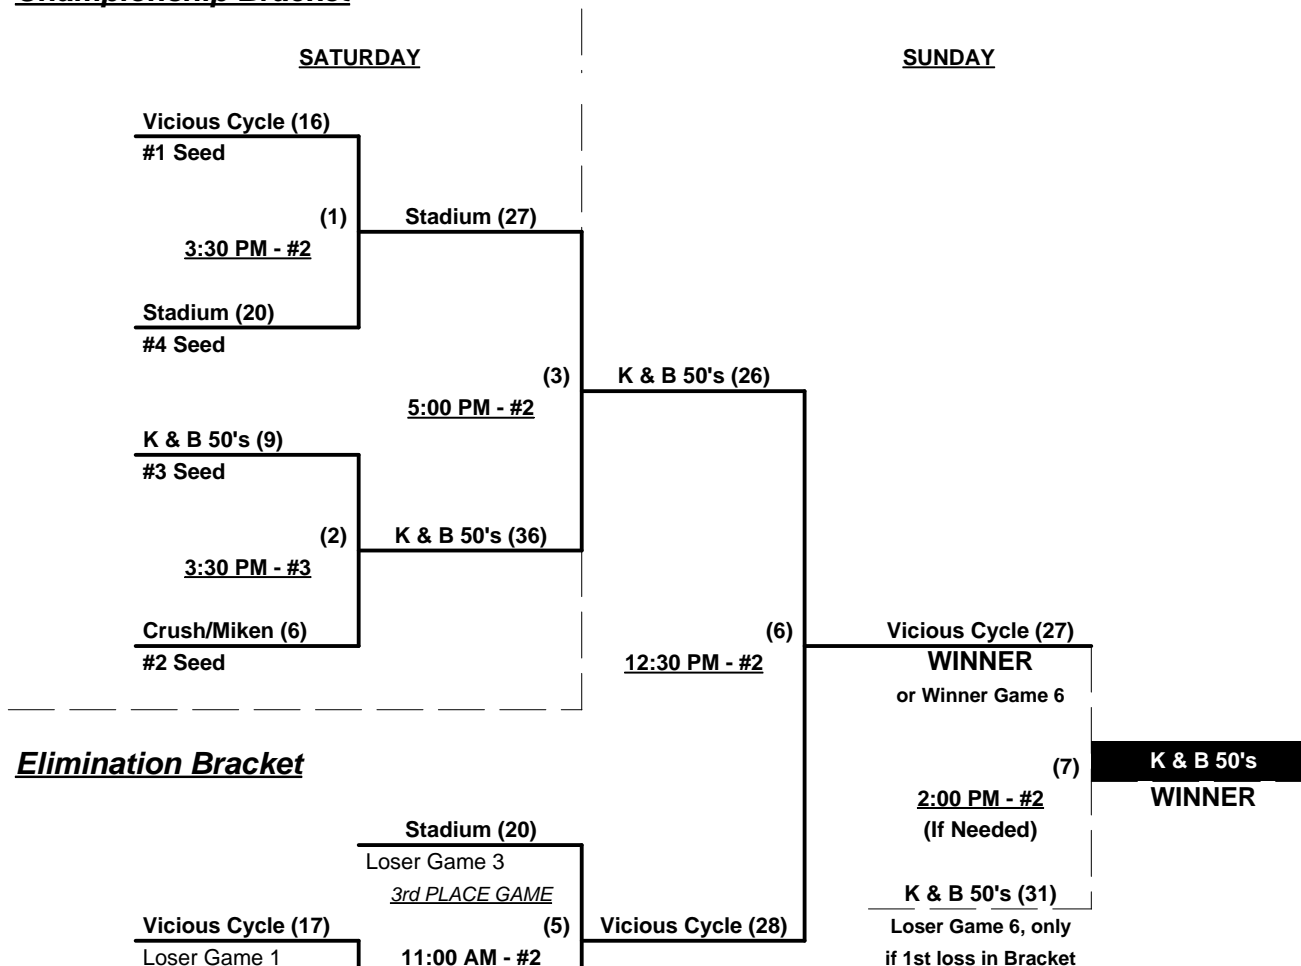 Championship Bracket
SATURDAY
SUNDAY
Vicious Cycle (16)
#1 Seed
(1)
Stadium (27)
3:30 PM - #2
Stadium (20)
#4 Seed
(3)
K & B 50's (26)
5:00 PM - #2
K & B 50's (9)
#3 Seed
(2)
K & B 50's (36)
3:30 PM - #3
Crush/Miken (6)
#2 Seed
(6)
Vicious Cycle (27)
12:30 PM - #2
WINNER
or Winner Game 6
Elimination Bracket
(7)
K & B 50's
2:00 PM - #2
WINNER
(If Needed)
Stadium (20)
Loser Game 3
3rd PLACE GAME
K & B 50's (31)
Vicious Cycle (17)
(5)
Vicious Cycle (28)
Loser Game 6, only
Loser Game 1
11:00 AM - #2
if 1st loss in Bracket